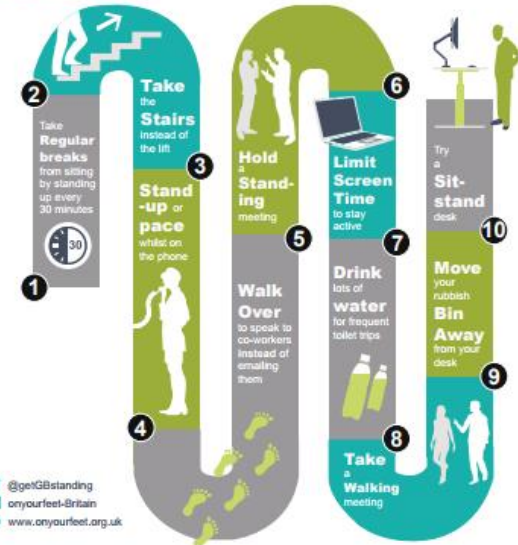 1
Take
Regular
breaks
from sitting
by standing
up every
30 minutes
30
2
Take
the
Stairs
instead of
the lift
3
Stand
-up or
pace
whilst on
the phone
4
Walk
Over
to speak to
co-workers
instead of
emailing
them
5
Hold
a
Stand-
ing
meeting
6
Limit
Screen
Time
to stay
active
7
Drink
lots of
water
for frequent
toilet trips
8
Take
a
Walking
meeting
9
Move
your
rubbish
Bin
Away
from your
desk
10
Try
a
Sit-
stand
desk
@getGBstanding
onyourfeet-Britain
www.onyourfeet.org.uk